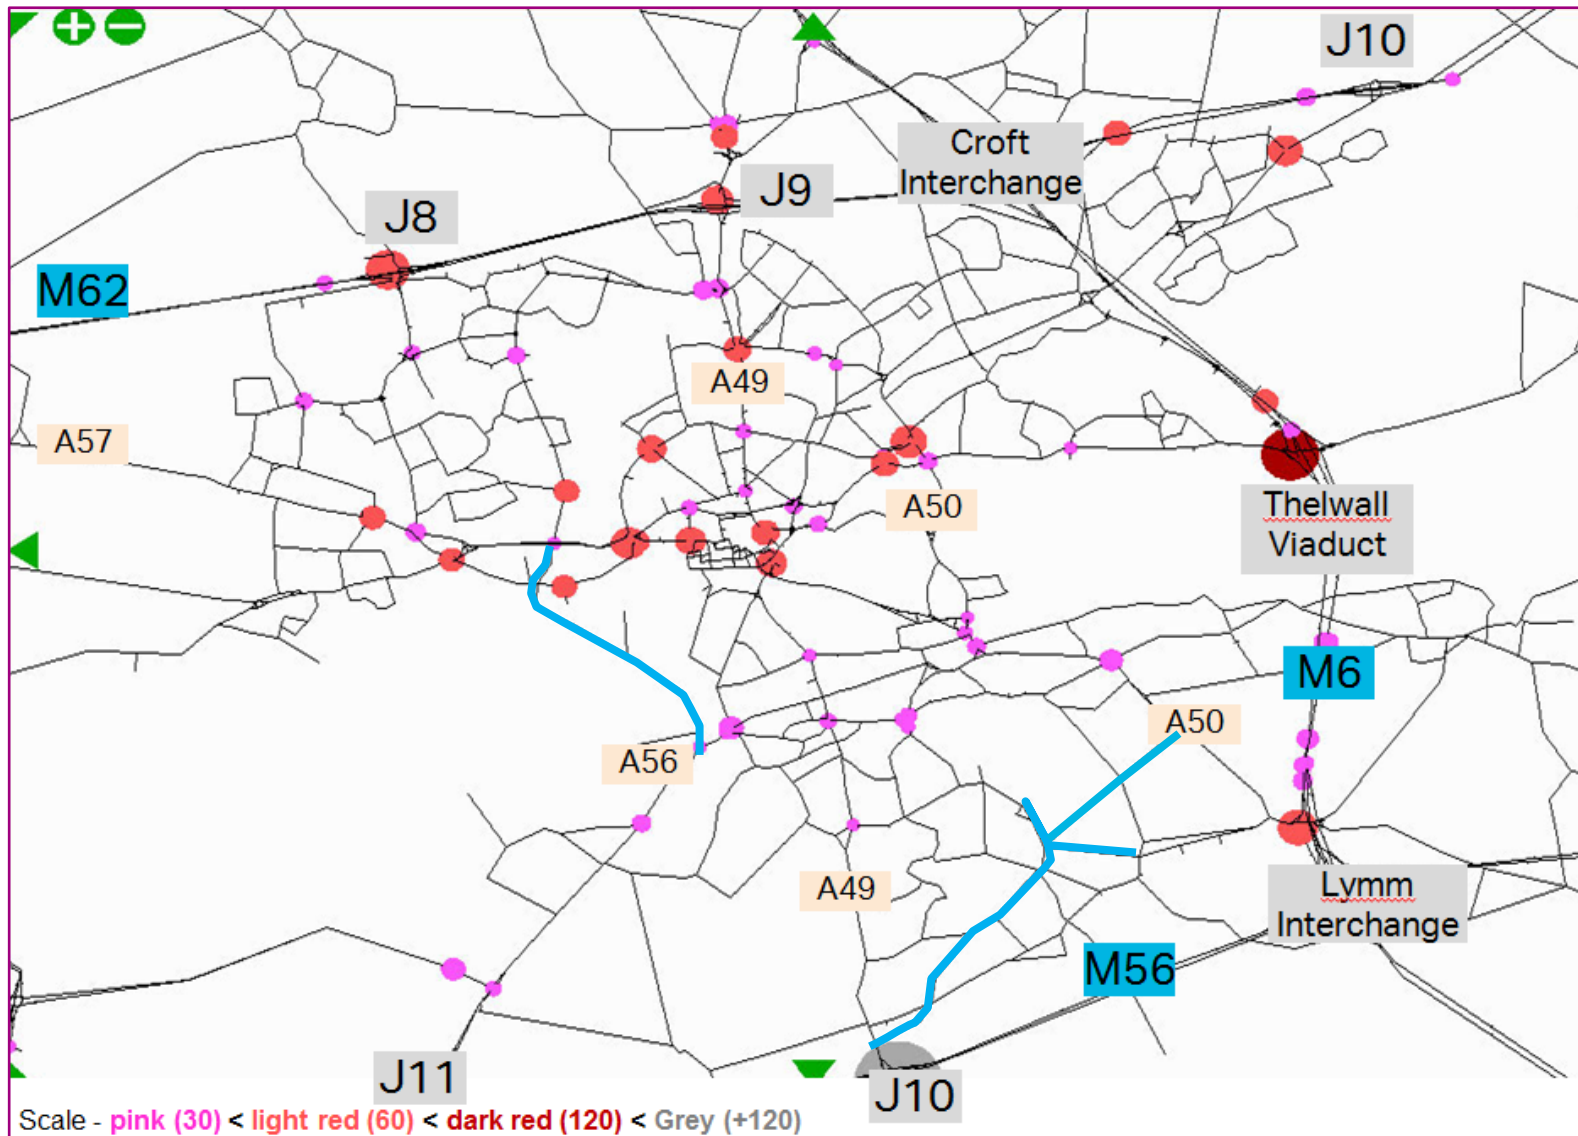 J10
Croft
Interchange
J9
J8
M62
A49
A57
A50
Thelwall
Viaduct
M6
A50
A56
A49
Lymm
Interchange
M56
J11
J10
Scale - pink (30) < light red (60) < dark red (120) < Grey (+120)